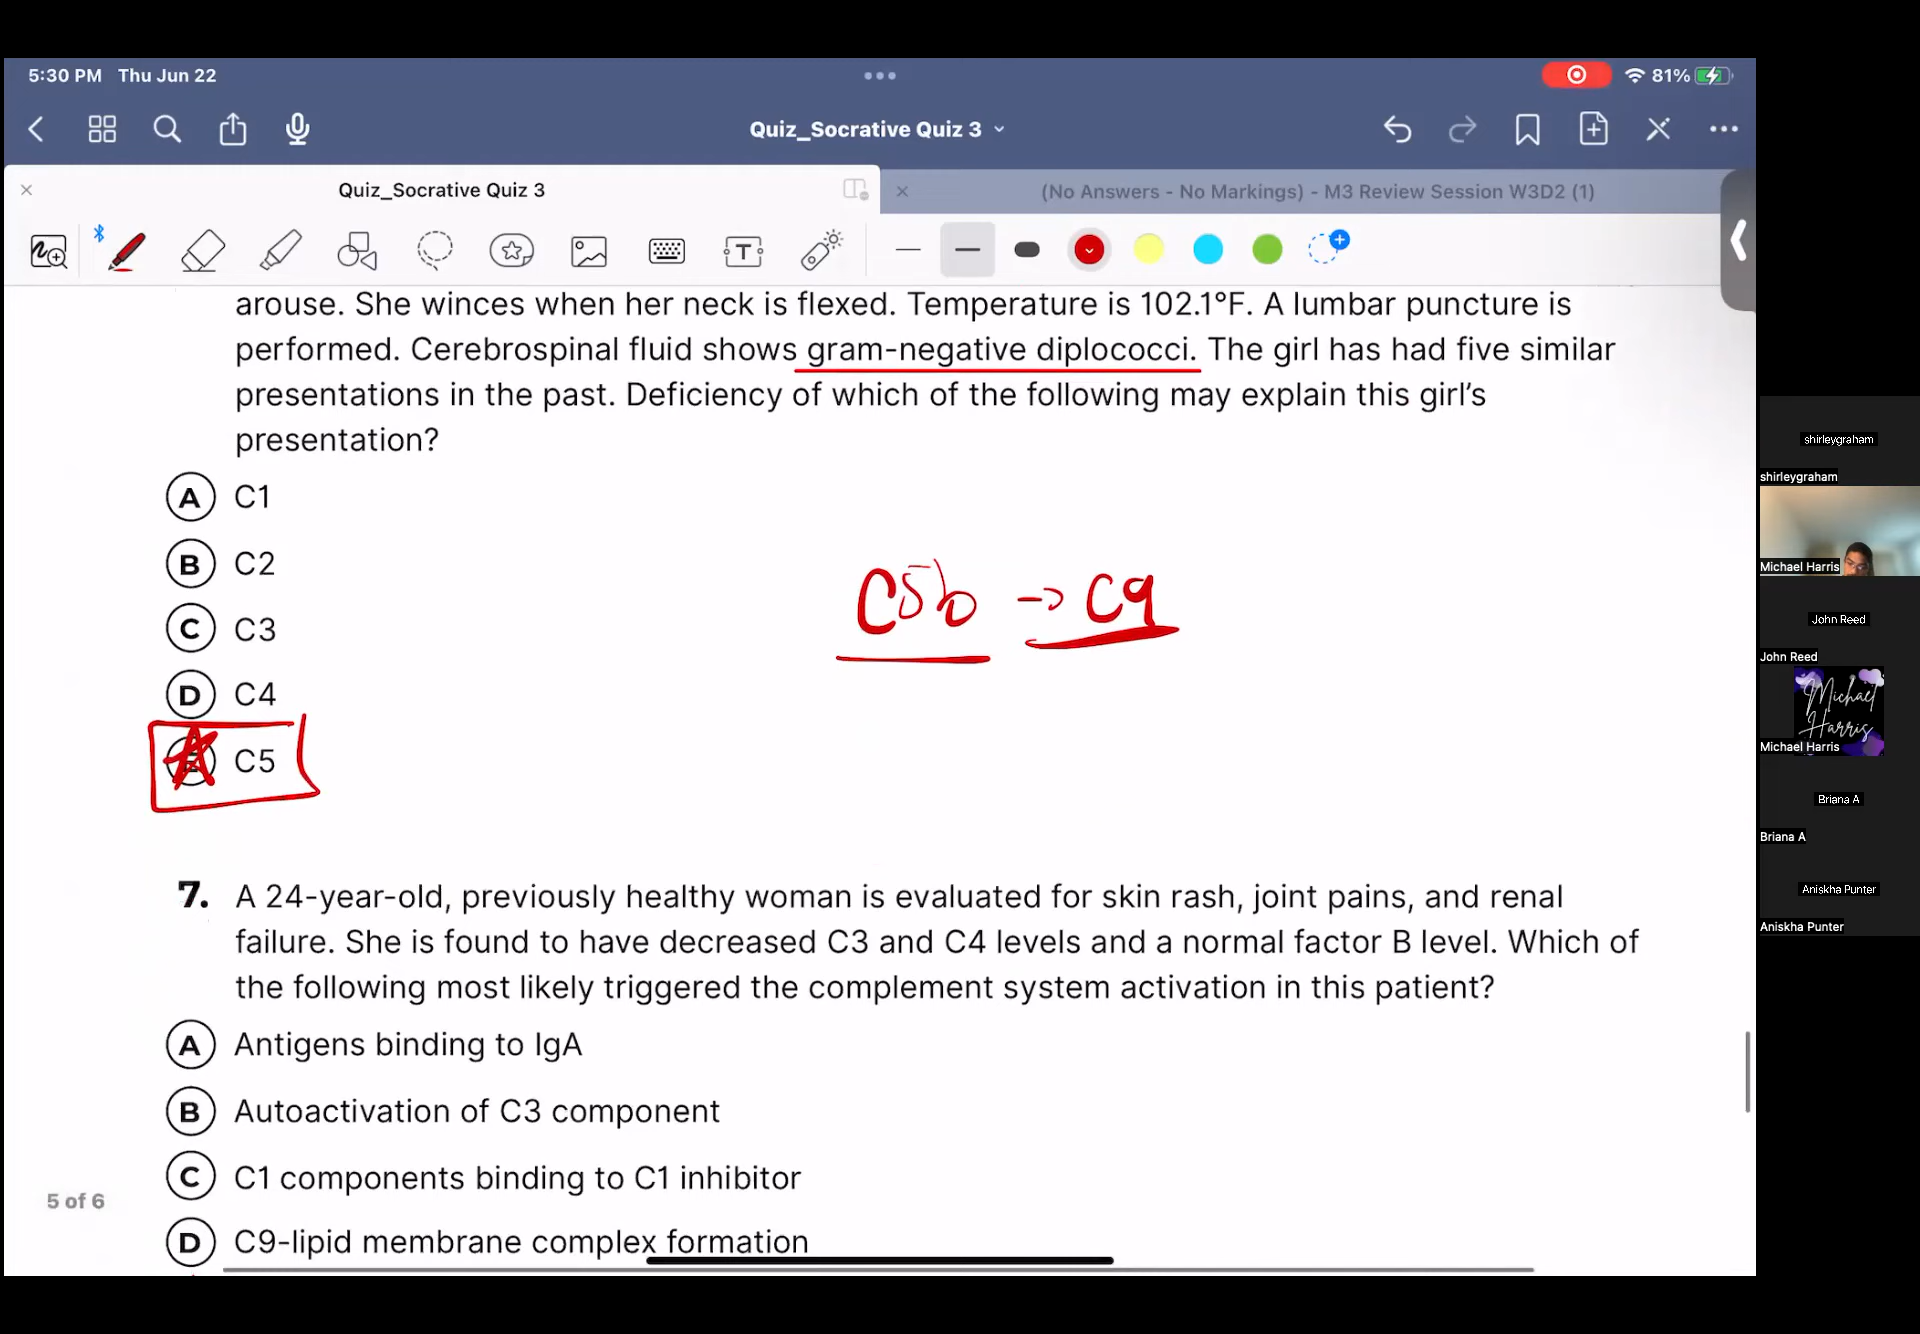 5:30 PM Thu Jun 22
81%
Quiz_Socrative Quiz 3
Quiz_Socrative Quiz 3
(No Answers - No Markings) - M3 Review Session W3D2 (1)
T
arouse. She winces when her neck is flexed. Temperature is 102.1°F. A lumbar puncture is
performed. Cerebrospinal fluid shows gram-negative diplococci. The girl has had five similar
presentations in the past. Deficiency of which of the following may explain this girl's
presentation?
A C1
B C2
C C3
D C4
E C5
C5b → C9
7. A 24-year-old, previously healthy woman is evaluated for skin rash, joint pains, and renal
failure. She is found to have decreased C3 and C4 levels and a normal factor B level. Which of
the following most likely triggered the complement system activation in this patient?
A Antigens binding to IgA
B Autoactivation of C3 component
C C1 components binding to C1 inhibitor
D C9-lipid membrane complex formation
5 of 6
shirleygraham
shirleygraham
Michael Harris
John Reed
John Reed
Michael
Harris
Michael Harris
Briana A
Briana A
Aniskha Punter
Aniskha Punter